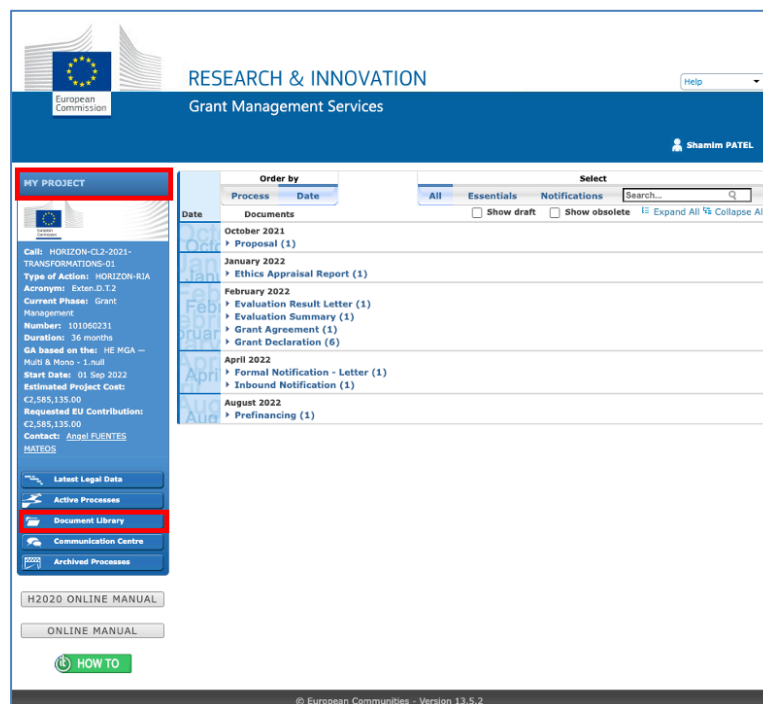 European
Commission
RESEARCH & INNOVATION
Grant Management Services
Help
Shamim PATEL
MY PROJECT
European
Commission
Call: HORIZON-CL2-2021-
TRANSFORMATIONS-01
Type of Action: HORIZON-RIA
Acronym: Exten.D.T.2
Current Phase: Grant
Management
Number: 101060231
Duration: 36 months
GA based on the: HE MGA —
Multi & Mono - 1.null
Start Date: 01 Sep 2022
Estimated Project Cost:
€2,585,135.00
Requested EU Contribution:
€2,585,135.00
Contact: Angel FUENTES
MATEOS
Latest Legal Data
Active Processes
Document Library
Communication Centre
Archived Processes
H2020 ONLINE MANUAL
ONLINE MANUAL
HOW TO
Order by
Select
Process Date
All Essentials Notifications Search...
Date Documents
Show draft Show obsolete Expand All Collapse Al
October 2021
Proposal (1)
January 2022
Ethics Appraisal Report (1)
February 2022
Evaluation Result Letter (1)
Evaluation Summary (1)
Grant Agreement (1)
Grant Declaration (6)
April 2022
Formal Notification - Letter (1)
Inbound Notification (1)
August 2022
Prefinancing (1)
© European Communities - Version 13.5.2